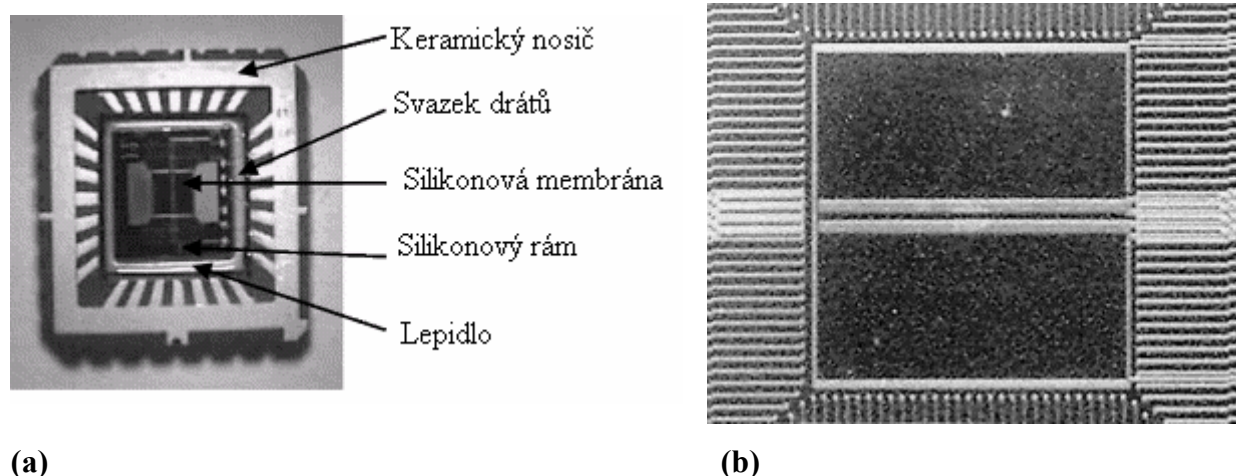 Keramický nosič
Svazek drátů
Silikonová membrána
Silikonový rám
Lepidlo
(a)
(b)